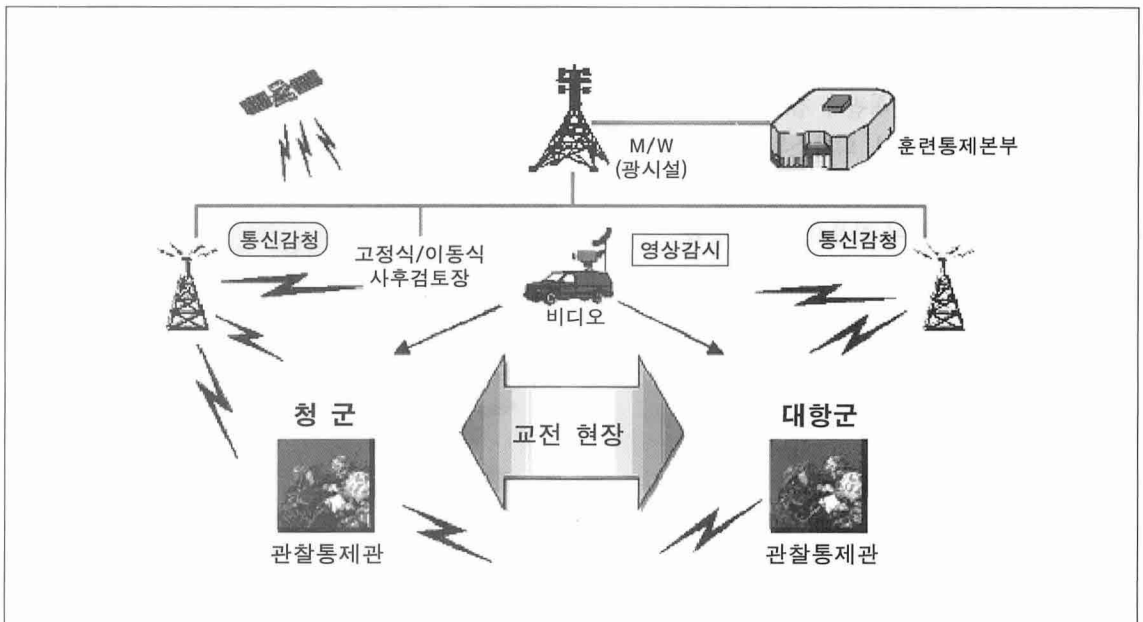 M/W
(광시설)
훈련통제본부
통신감청
고정식/이동식
사후검토장
영상감시
통신감청
비디오
청 군
교전 현장
대항군
관찰통제관
관찰통제관